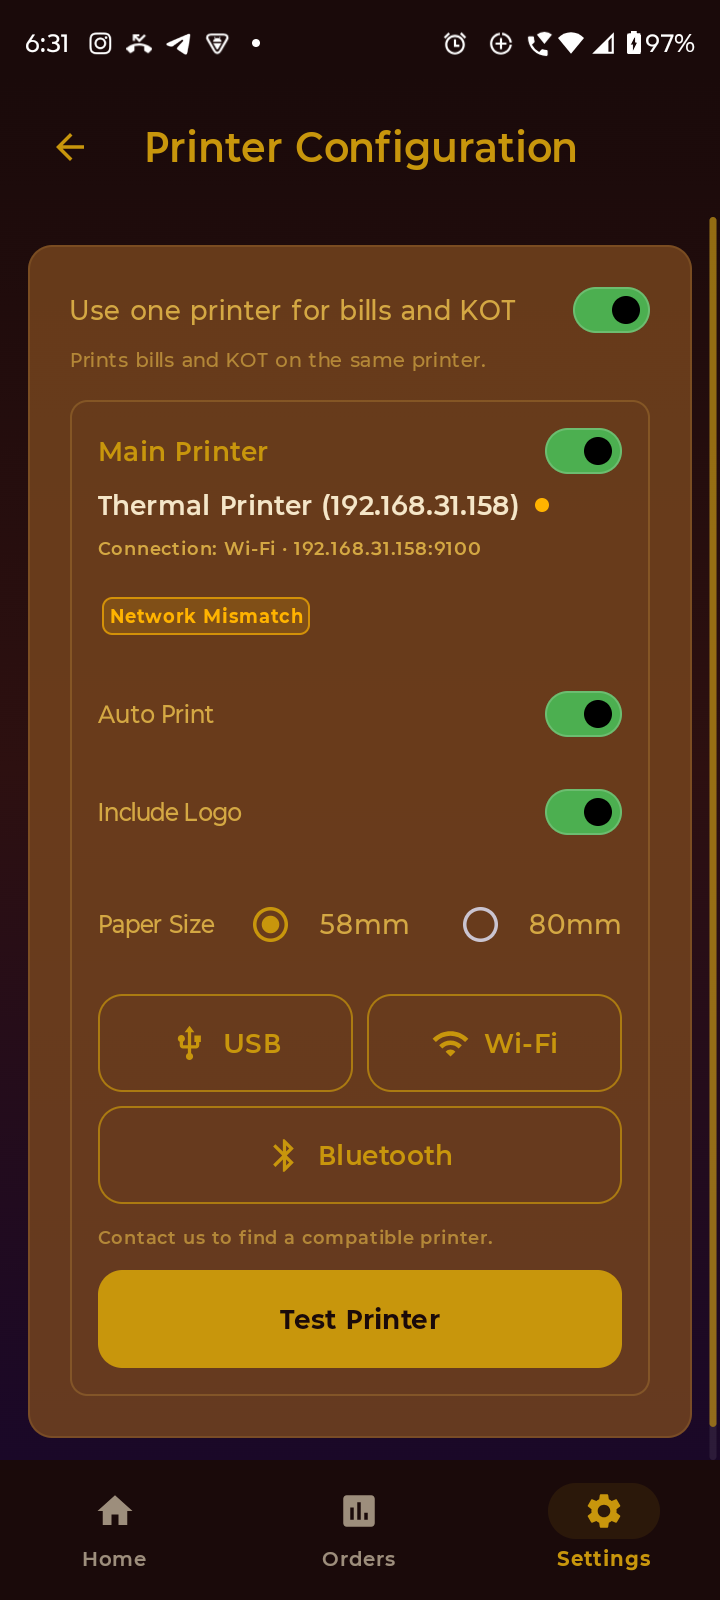 6:31
97%
Printer Configuration
Use one printer for bills and KOT
Prints bills and KOT on the same printer.
Main Printer
Thermal Printer (192.168.31.158)
Connection: Wi-Fi · 192.168.31.158:9100
Network Mismatch
Auto Print
Include Logo
Paper Size 58mm 80mm
USB Wi-Fi
Bluetooth
Contact us to find a compatible printer.
Test Printer
Home Orders Settings